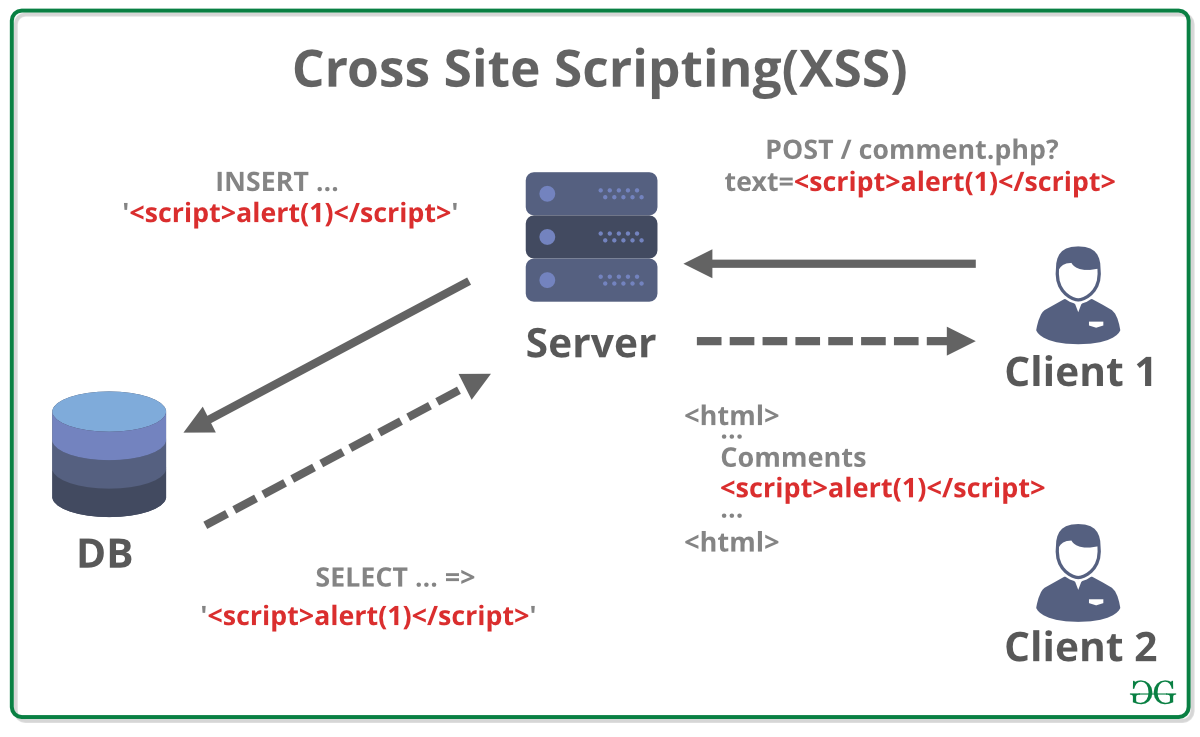 Cross Site Scripting(XSS)
INSERT ...
'<script>alert(1)</script>'
POST / comment.php?
text=<script>alert(1)</script>
Server
Client 1
DB
<html>
...
Comments
<script>alert(1)</script>
...
<html>
SELECT ... =>
'<script>alert(1)</script>'
Client 2